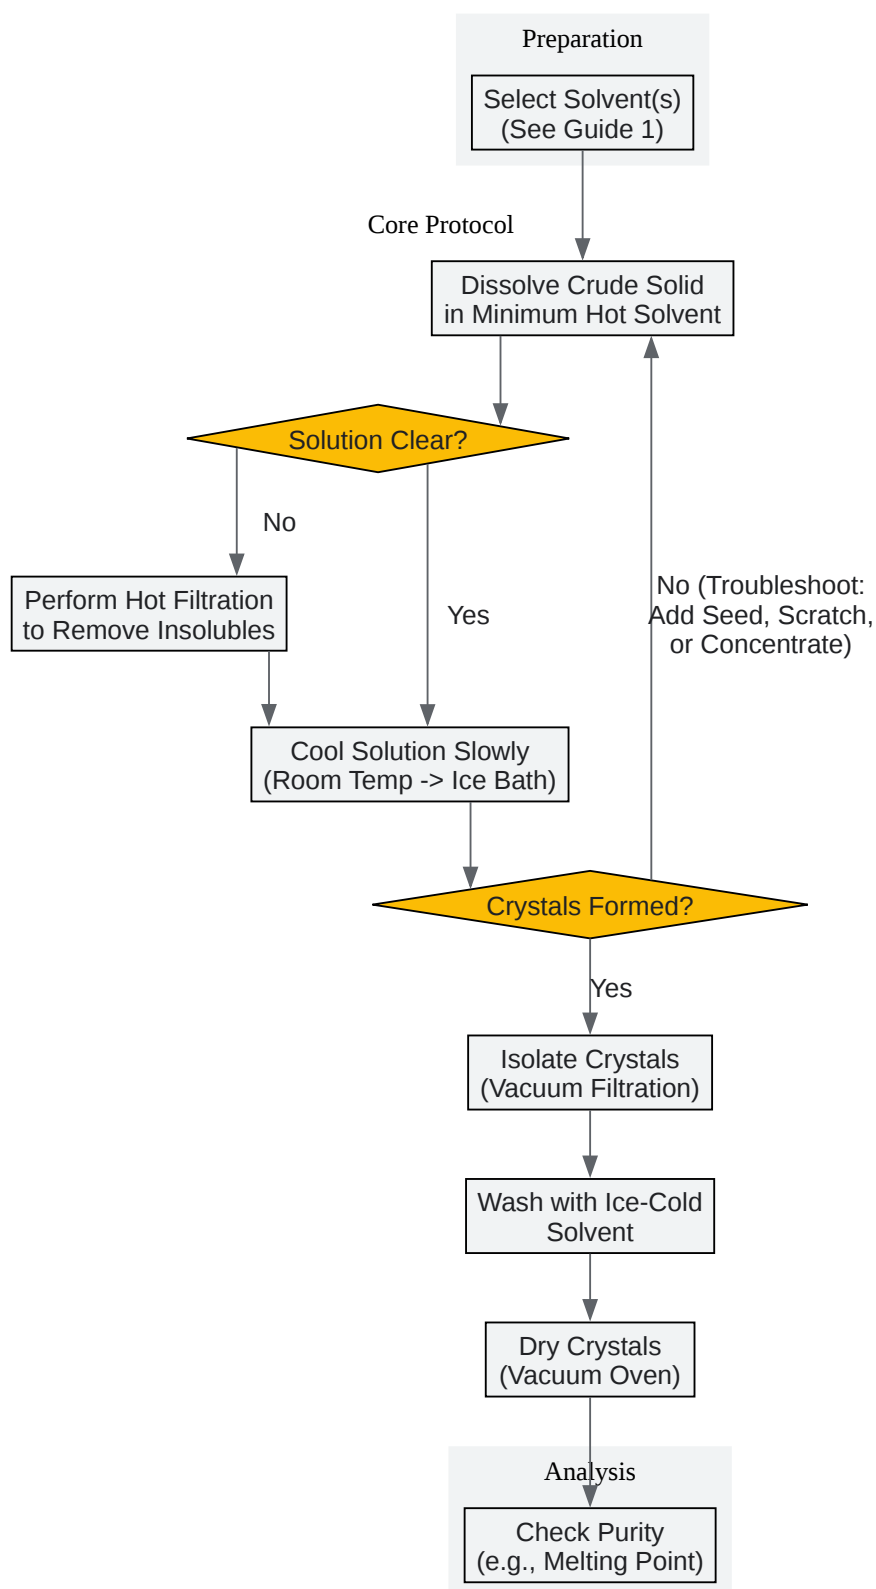 Preparation
Select Solvent(s)
(See Guide 1)
Core Protocol
Dissolve Crude Solid
in Minimum Hot Solvent
Solution Clear?
No
Perform Hot Filtration
to Remove Insolubles
Yes
No (Troubleshoot:
Add Seed, Scratch,
or Concentrate)
Cool Solution Slowly
(Room Temp -> Ice Bath)
Crystals Formed?
Yes
Isolate Crystals
(Vacuum Filtration)
Wash with Ice-Cold
Solvent
Dry Crystals
(Vacuum Oven)
Analysis
Check Purity
(e.g., Melting Point)